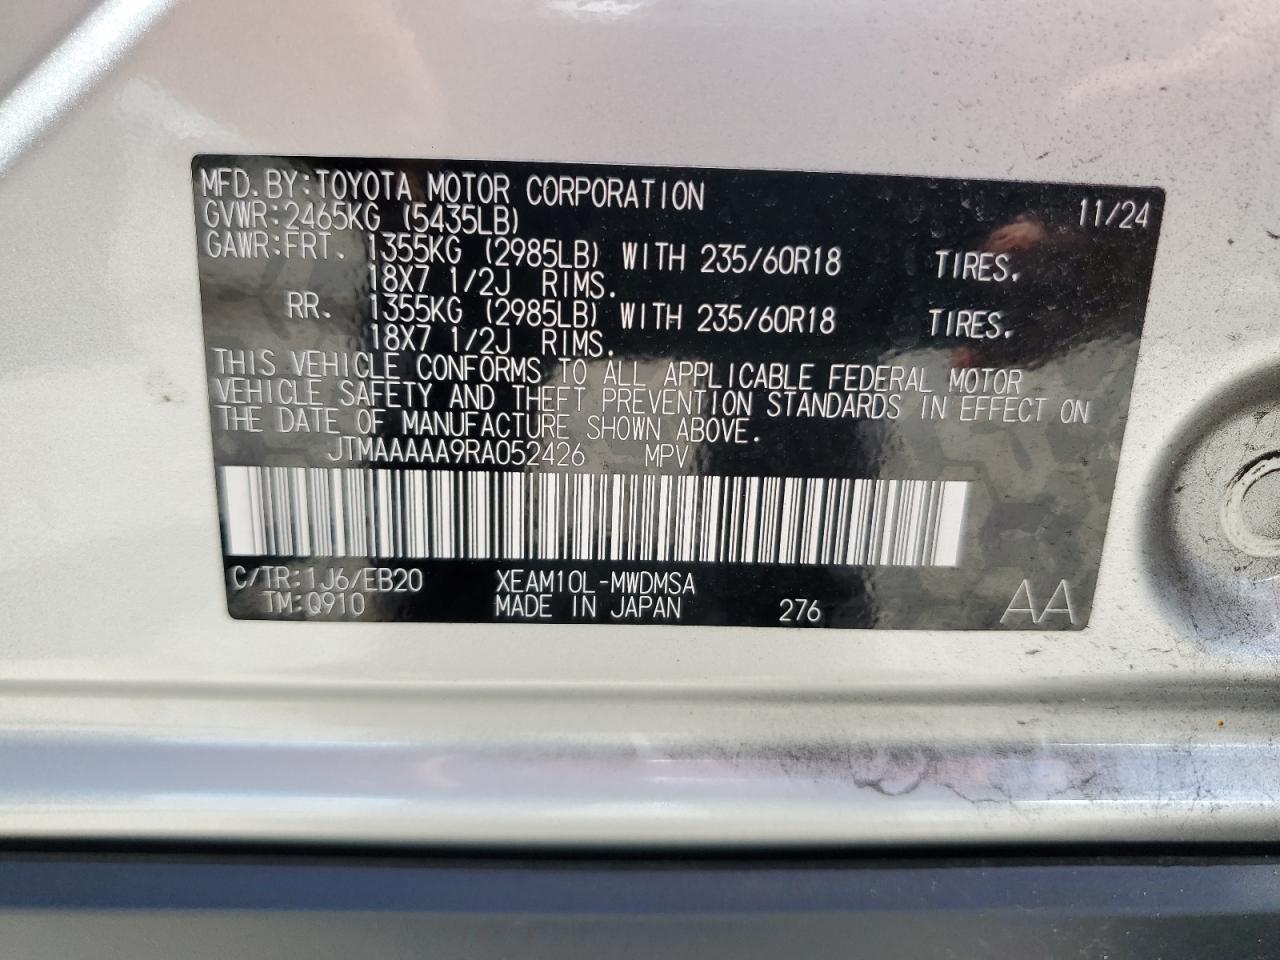 MFD. BY:TOYOTA MOTOR CORPORATION 11/24
GVWR:2465KG (5435LB)
GAWR:FRT. 1355KG (2985LB) WITH 235/60R18 TIRES.
18X7 1/2J RIMS.
RR. 1355KG (2985LB) WITH 235/60R18 TIRES.
18X7 1/2J RIMS.
THIS VEHICLE CONFORMS TO ALL APPLICABLE FEDERAL MOTOR
VEHICLE SAFETY AND THEFT PREVENTION STANDARDS IN EFFECT ON
THE DATE OF MANUFACTURE SHOWN ABOVE.
JTMAAAAA9RA052426 MPV
C/TR:1J6/EB20 XEAM10L-MWDMSA
TM:Q910 MADE IN JAPAN 276 AA